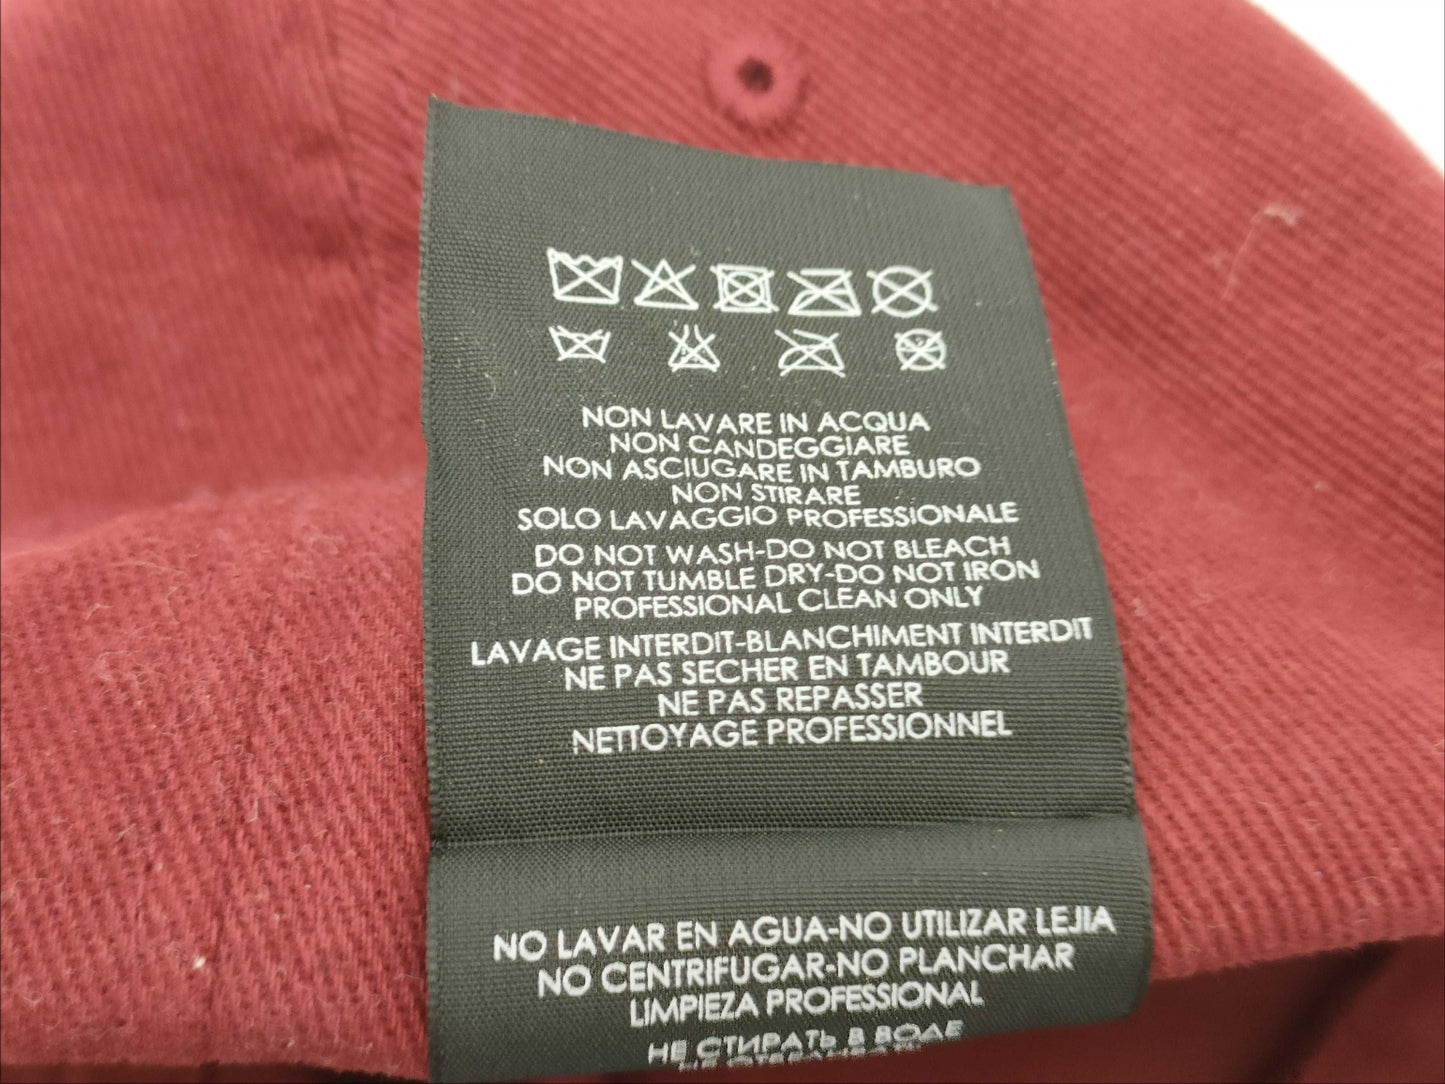 NON LAVARE IN ACQUA
NON CANDEGGIARE
NON ASCIUGARE IN TAMBURO
NON STIRARE
SOLO LAVAGGIO PROFESSIONALE
DO NOT WASH-DO NOT BLEACH
DO NOT TUMBLE DRY-DO NOT IRON
PROFESSIONAL CLEAN ONLY
LAVAGE INTERDIT-BLANCHIMENT INTERDIT
NE PAS SECHER EN TAMBOUR
NE PAS REPASSER
NETTOYAGE PROFESSIONNEL
NO LAVAR EN AGUA-NO UTILIZAR LEJIA
NO CENTRIFUGAR-NO PLANCHAR
LIMPIEZA PROFESSIONAL
НЕ СТИРАТЬ В ВОДЕ